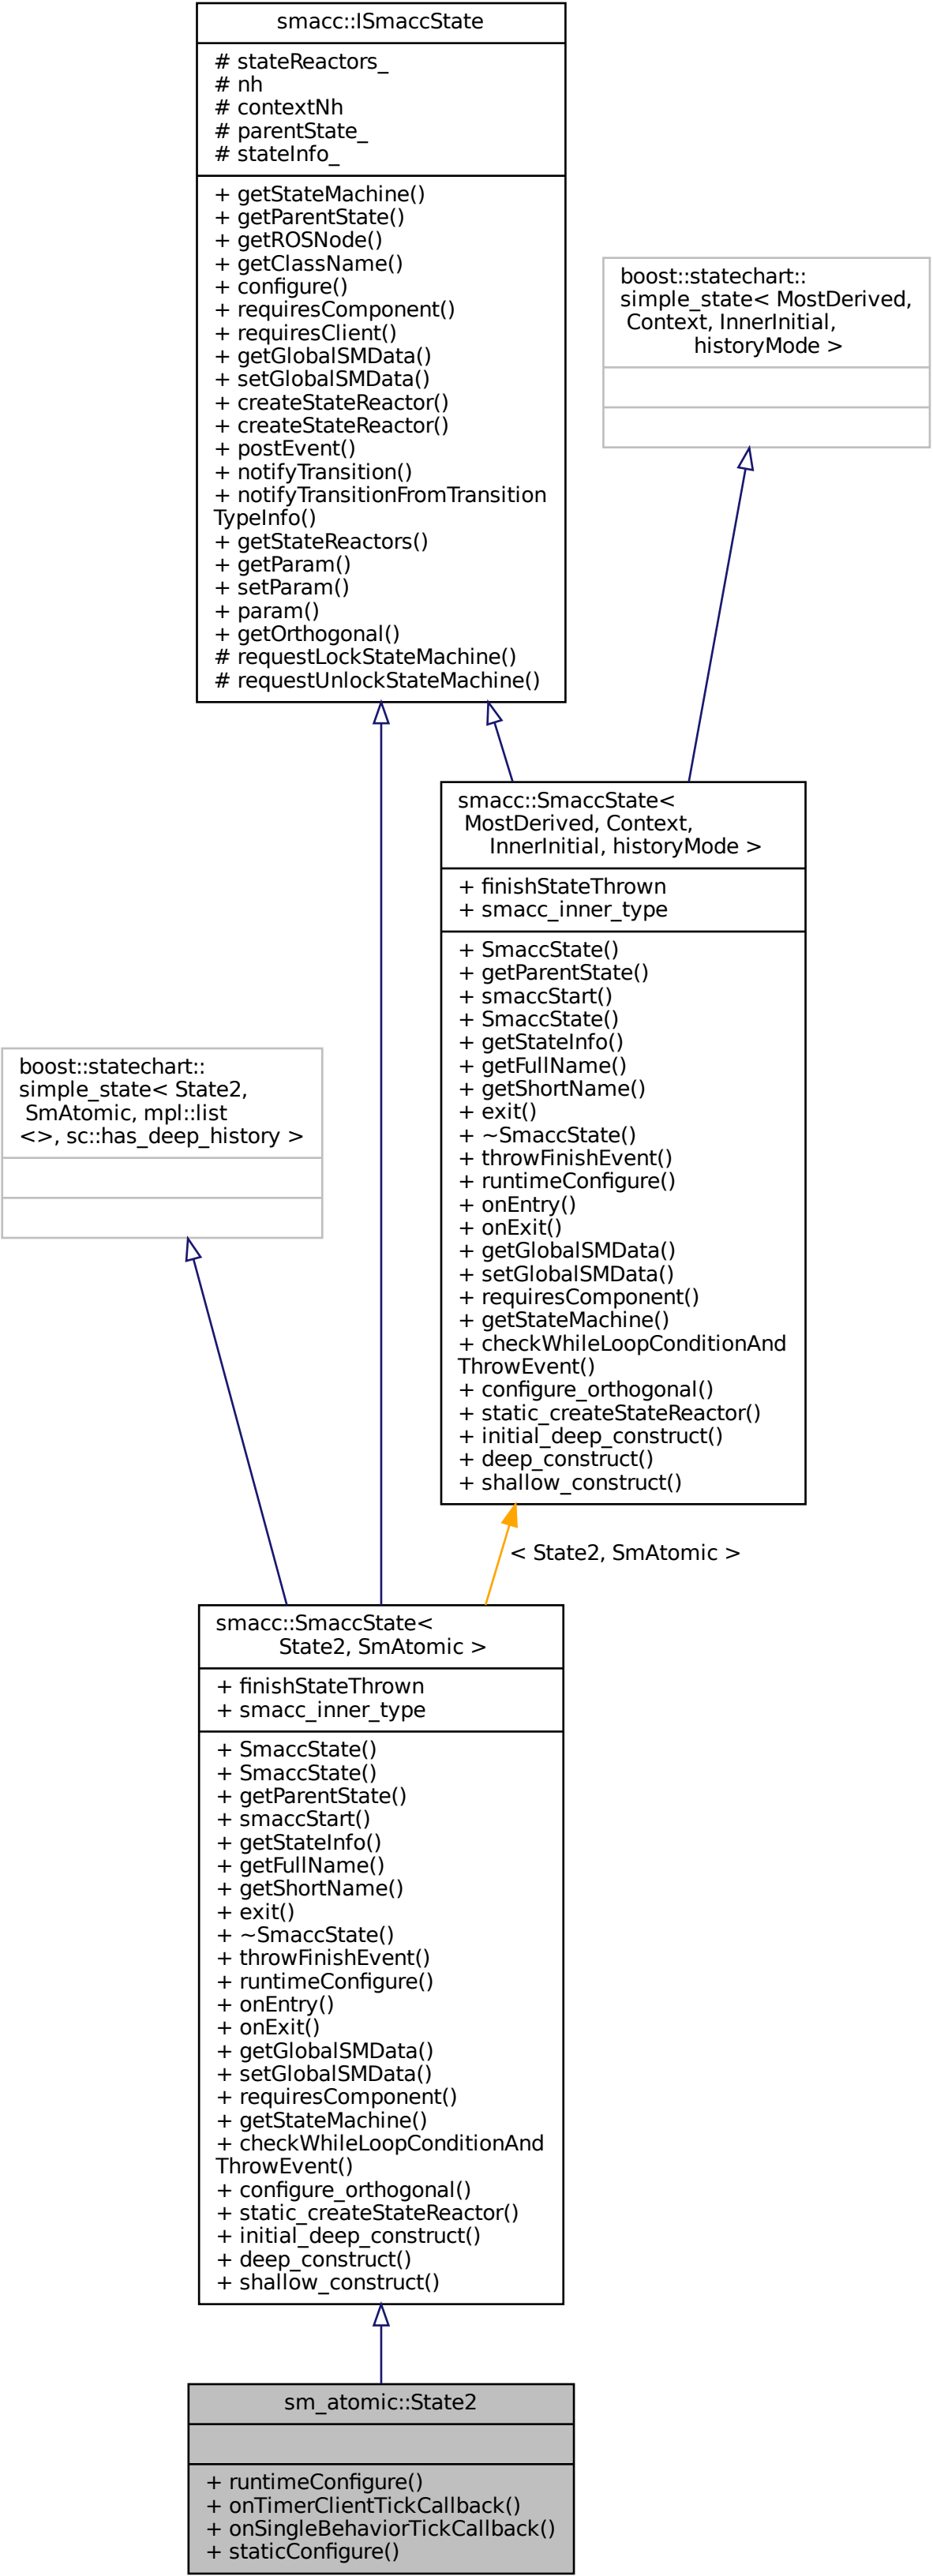 smacc::ISmaccState
# stateReactors_
# nh
# contextNh
# parentState_
# stateInfo_
+ getStateMachine()
+ getParentState()
+ getROSNode()
+ getClassName()
+ configure()
+ requiresComponent()
+ requiresClient()
+ getGlobalSMData()
+ setGlobalSMData()
+ createStateReactor()
+ createStateReactor()
+ postEvent()
+ notifyTransition()
+ notifyTransitionFromTransition
TypeInfo()
+ getStateReactors()
+ getParam()
+ setParam()
+ param()
+ getOrthogonal()
# requestLockStateMachine()
# requestUnlockStateMachine()
boost::statechart::
simple_state< MostDerived,
Context, InnerInitial,
historyMode >
smacc::SmaccState<
MostDerived, Context,
InnerInitial, historyMode >
+ finishStateThrown
+ smacc_inner_type
+ SmaccState()
+ getParentState()
+ smaccStart()
+ SmaccState()
+ getStateInfo()
+ getFullName()
+ getShortName()
+ exit()
+ ~SmaccState()
+ throwFinishEvent()
+ runtimeConfigure()
+ onEntry()
+ onExit()
+ getGlobalSMData()
+ setGlobalSMData()
+ requiresComponent()
+ getStateMachine()
+ checkWhileLoopConditionAnd
ThrowEvent()
+ configure_orthogonal()
+ static_createStateReactor()
+ initial_deep_construct()
+ deep_construct()
+ shallow_construct()
boost::statechart::
simple_state< State2,
SmAtomic, mpl::list
<>, sc::has_deep_history >
< State2, SmAtomic >
smacc::SmaccState<
State2, SmAtomic >
+ finishStateThrown
+ smacc_inner_type
+ SmaccState()
+ SmaccState()
+ getParentState()
+ smaccStart()
+ getStateInfo()
+ getFullName()
+ getShortName()
+ exit()
+ ~SmaccState()
+ throwFinishEvent()
+ runtimeConfigure()
+ onEntry()
+ onExit()
+ getGlobalSMData()
+ setGlobalSMData()
+ requiresComponent()
+ getStateMachine()
+ checkWhileLoopConditionAnd
ThrowEvent()
+ configure_orthogonal()
+ static_createStateReactor()
+ initial_deep_construct()
+ deep_construct()
+ shallow_construct()
sm_atomic::State2
+ runtimeConfigure()
+ onTimerClientTickCallback()
+ onSingleBehaviorTickCallback()
+ staticConfigure()